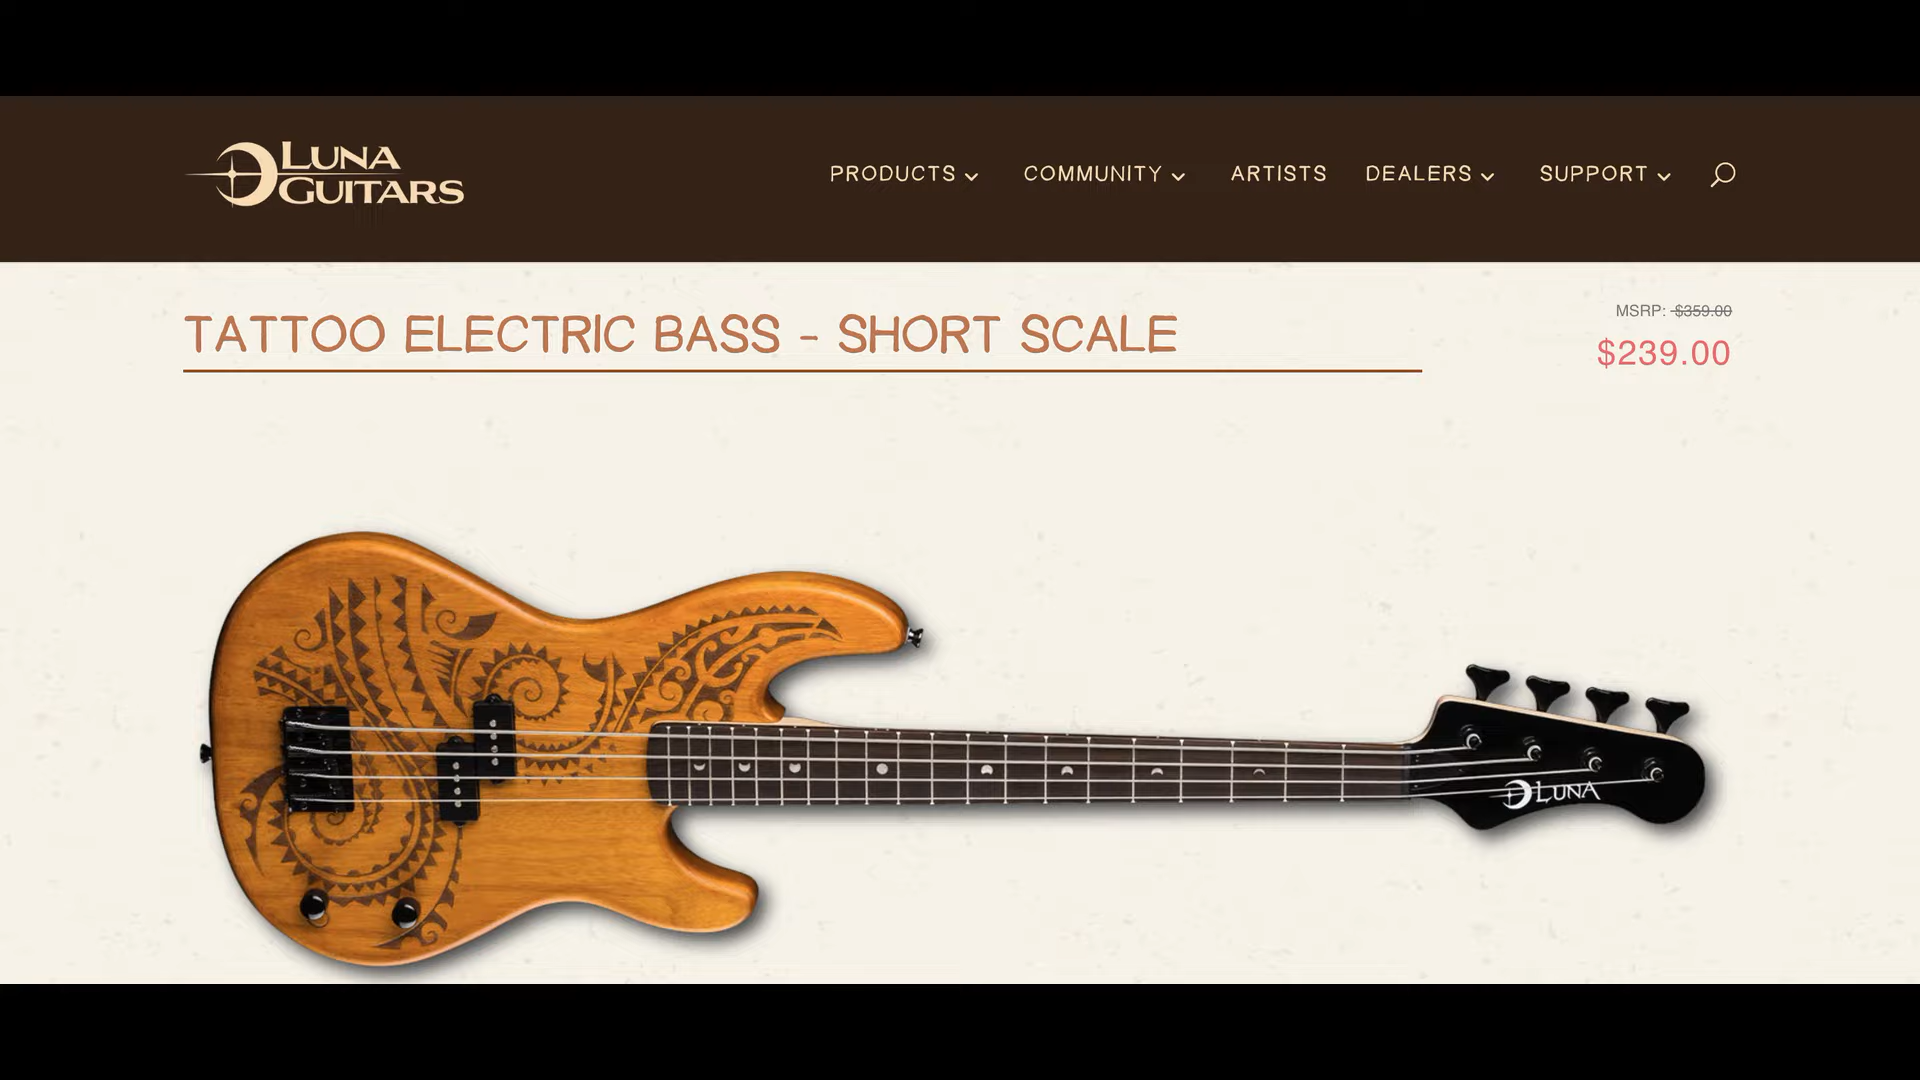 LUNA
GUITARS
PRODUCTS COMMUNITY ARTISTS DEALERS SUPPORT
TATTOO ELECTRIC BASS - SHORT SCALE
MSRP: $359.00
$239.00
LUNA